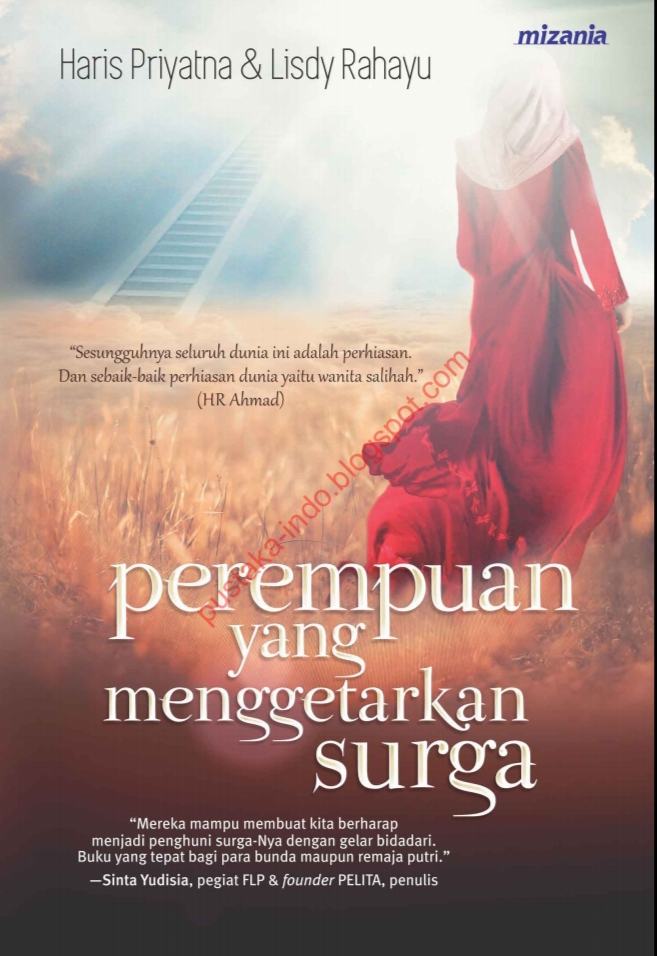 mizania
Haris Priyatna & Lisdy Rahayu
“Sesungguhnya seluruh dunia ini adalah perhiasan.
Dan sebaik-baik perhiasan dunia yaitu wanita salihah.”
(HR Ahmad)
pustaka-indo.blogspot.com
perempuan
yang
menggetarkan
surga
“Mereka mampu membuat kita berharap
menjadi penghuni surga-Nya dengan gelar bidadari.
Buku yang tepat bagi para bunda maupun remaja putri.”
—Sinta Yudisia, pegiat FLP & founder PELITA, penulis